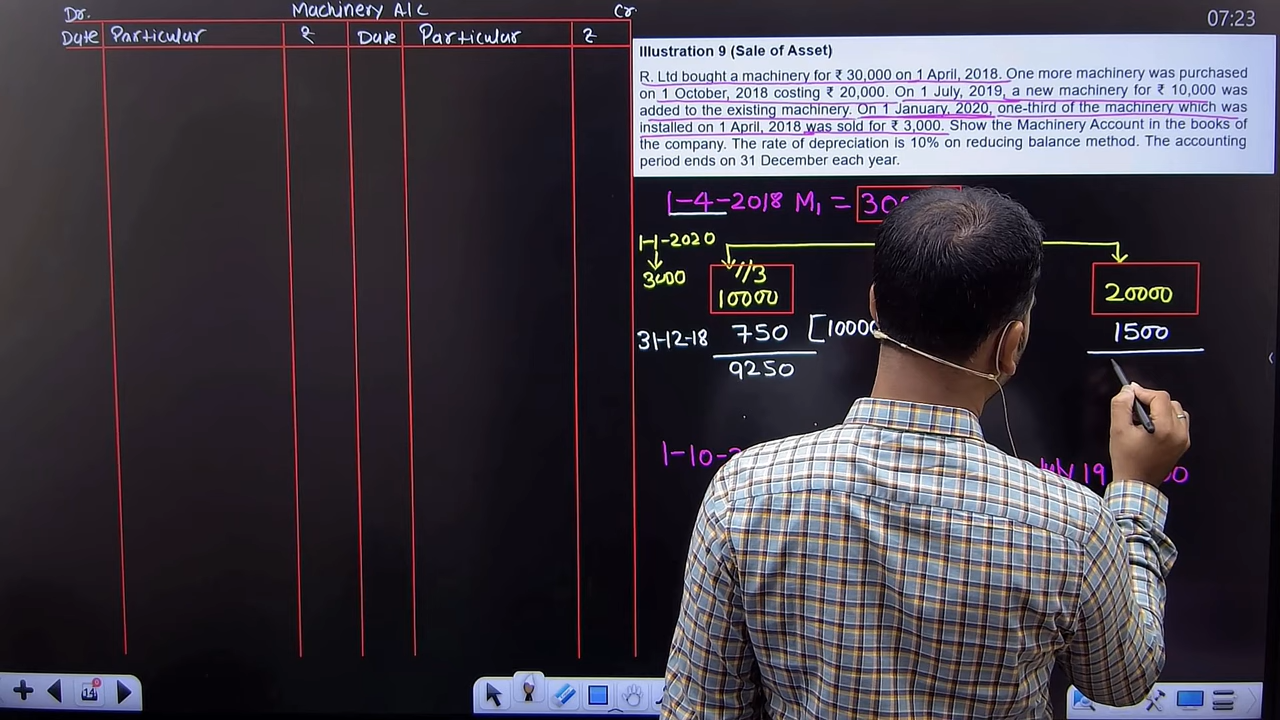 07:23
Dr. Machinery A/c Cr
Date Particular ₹ Date Particular ₹
Illustration 9 (Sale of Asset)
R. Ltd bought a machinery for ₹ 30,000 on 1 April, 2018. One more machinery was purchased
on 1 October, 2018 costing ₹ 20,000. On 1 July, 2019, a new machinery for ₹ 10,000 was
added to the existing machinery. On 1 January, 2020, one-third of the machinery which was
installed on 1 April, 2018 was sold for ₹ 3,000. Show the Machinery Account in the books of
the company. The rate of depreciation is 10% on reducing balance method. The accounting
period ends on 31 December each year.
1-4-2018 M1 =
1-1-2020
3000
1/3
10000
20000
31-12-18 750 [10000
1500
9250
1-10-
19
14